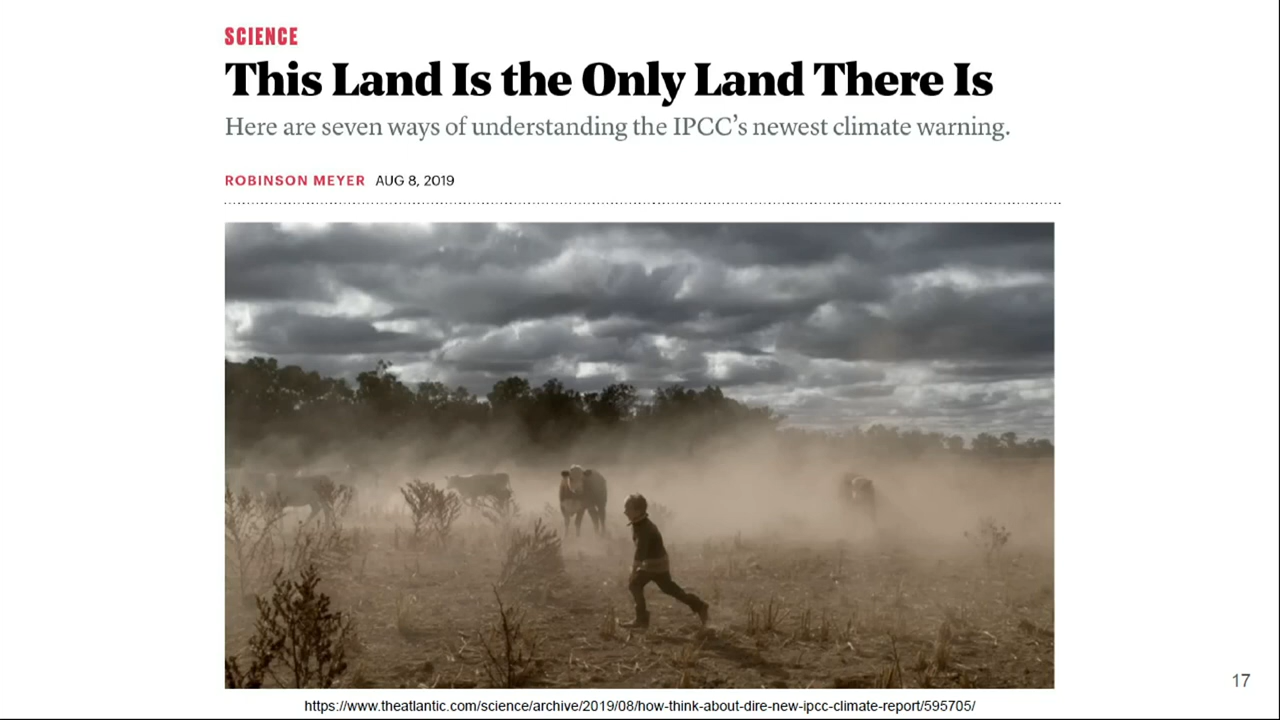 SCIENCE
This Land Is the Only Land There Is
Here are seven ways of understanding the IPCC’s newest climate warning.
ROBINSON MEYER AUG 8, 2019
17
https://www.theatlantic.com/science/archive/2019/08/how-think-about-dire-new-ipcc-climate-report/595705/